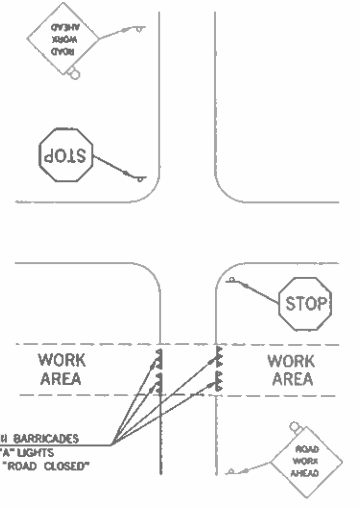 ROAD
WORK
AHEAD
STOP
STOP
WORK
AREA
WORK
AREA
BARRICADES
"A" LIGHTS
"ROAD CLOSED"
ROAD
WORK
AHEAD